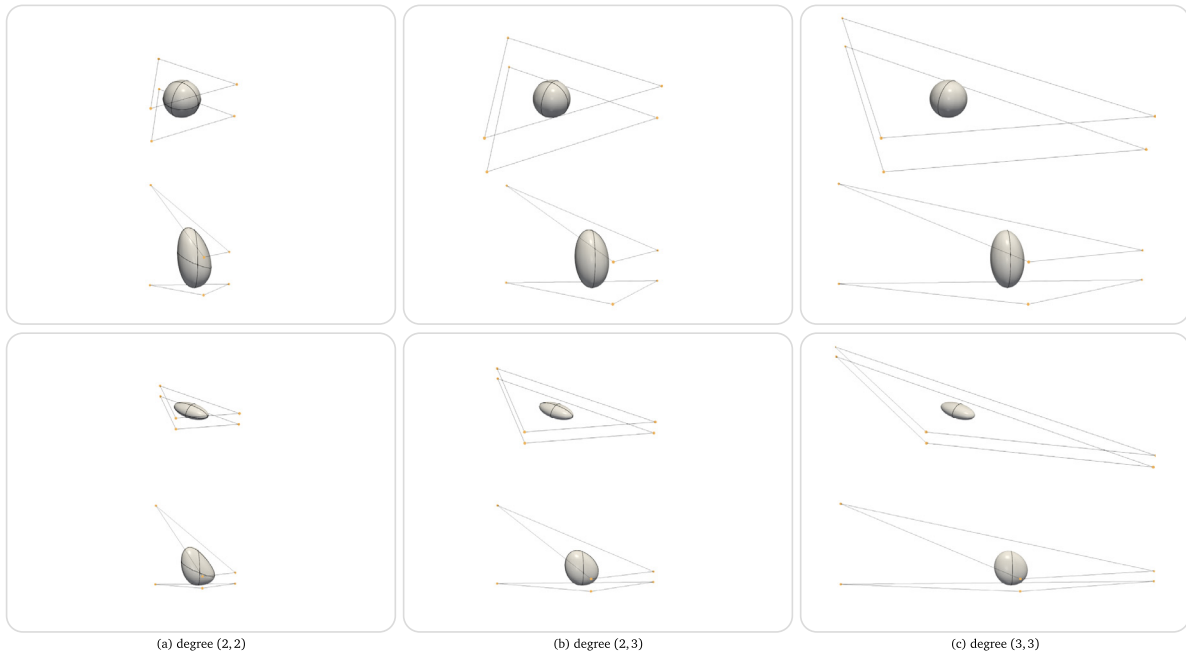 (a) degree (2, 2)
(b) degree (2, 3)
(c) degree (3, 3)